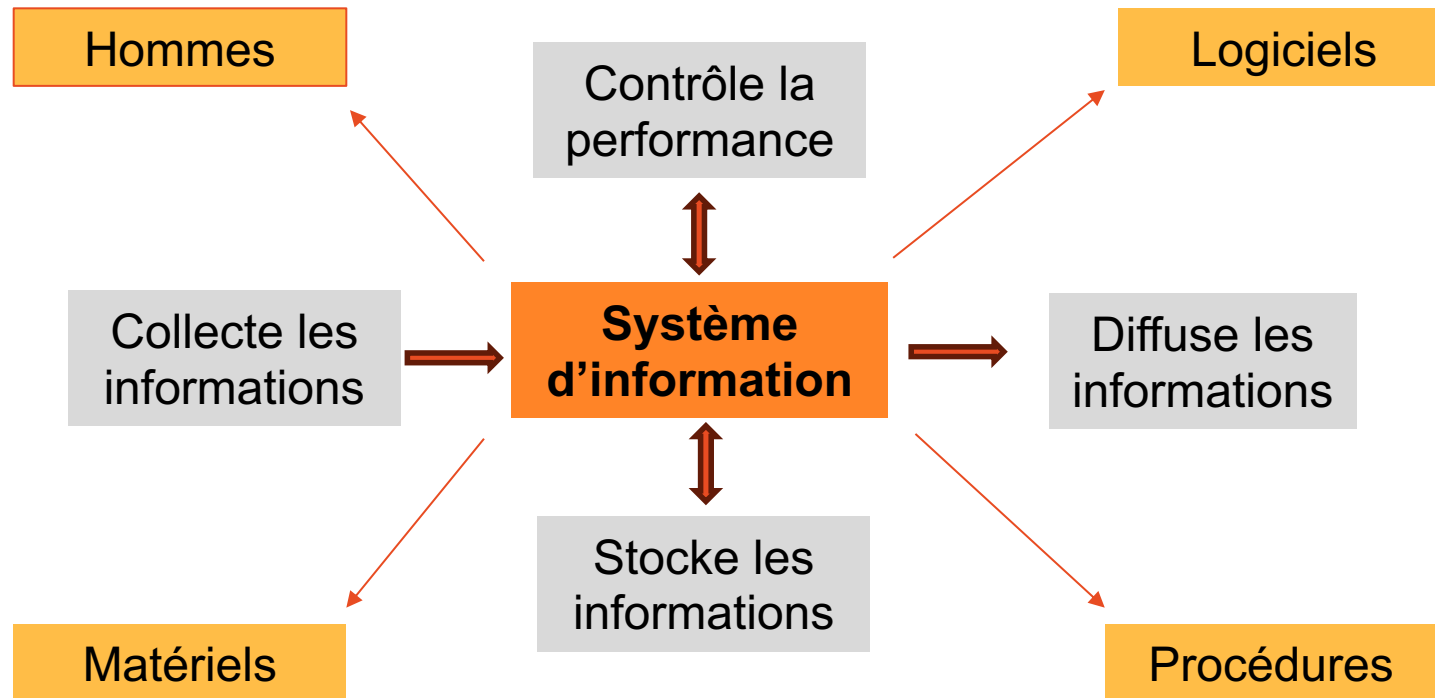 Hommes
Logiciels
Contrôle la
performance
Collecte les
informations
Système
d’information
Diffuse les
informations
Stocke les
informations
Matériels
Procédures